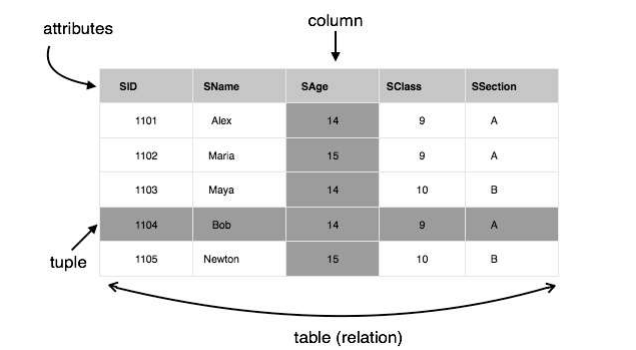 column
attributes
SID SName SAge SClass SSection
1101 Alex 14 9 A
1102 Maria 15 9 A
1103 Maya 14 10 B
1104 Bob 14 9 A
tuple
1105 Newton 15 10 B
table (relation)